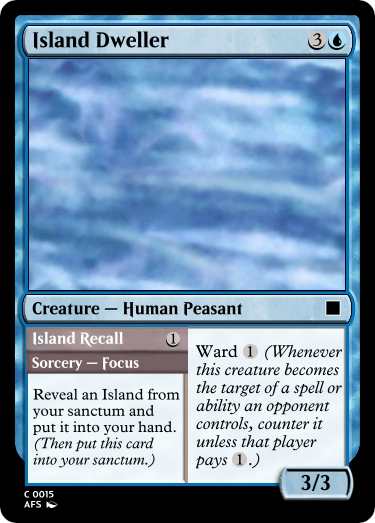 Island Dweller
3
Creature — Human Peasant
Island Recall
1
Sorcery — Focus
Reveal an Island from
your sanctum and
put it into your hand.
(Then put this card
into your sanctum.)
Ward 1 (Whenever
this creature becomes
the target of a spell or
ability an opponent
controls, counter it
unless that player
pays 1.)
3/3
C 0015
AFS